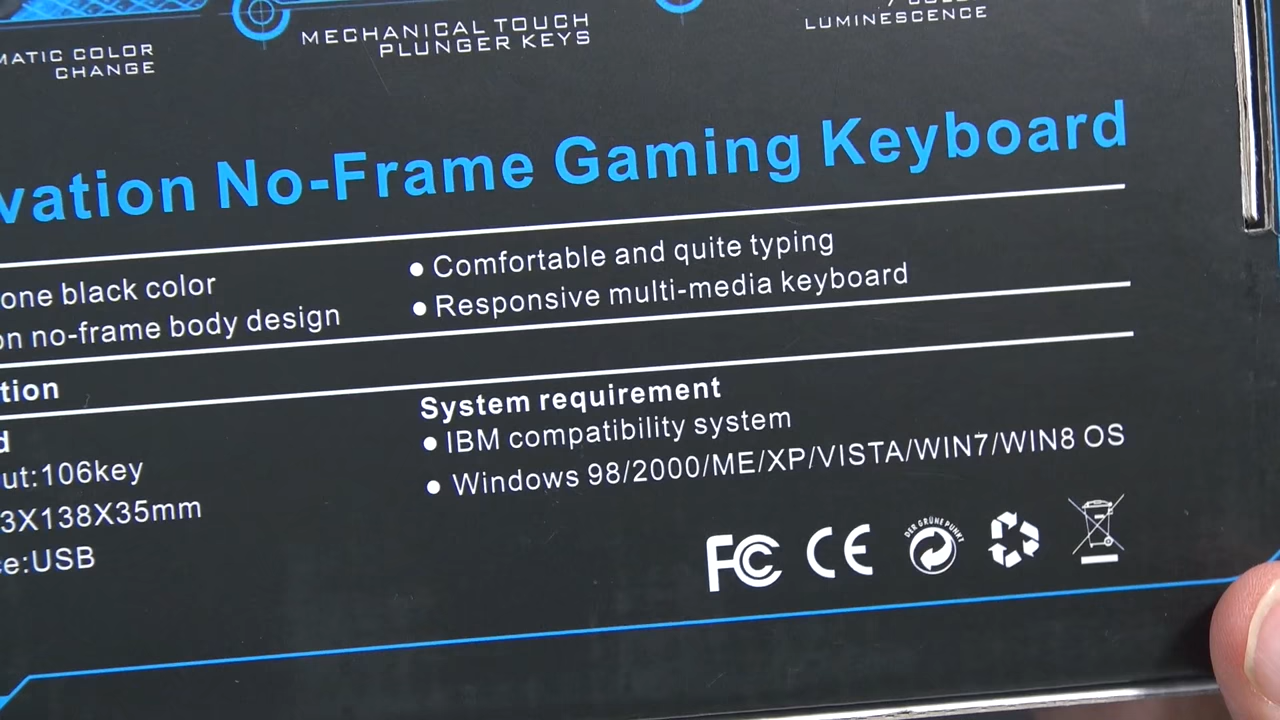 MATIC COLOR
CHANGE
MECHANICAL TOUCH
PLUNGER KEYS
LUMINESCENCE
vation No-Frame Gaming Keyboard
one black color
on no-frame body design
● Comfortable and quite typing
● Responsive multi-media keyboard
tion
d
ut:106key
3X138X35mm
ce:USB
System requirement
● IBM compatibility system
● Windows 98/2000/ME/XP/VISTA/WIN7/WIN8 OS
FC CE DER GRÜNE PUNKT